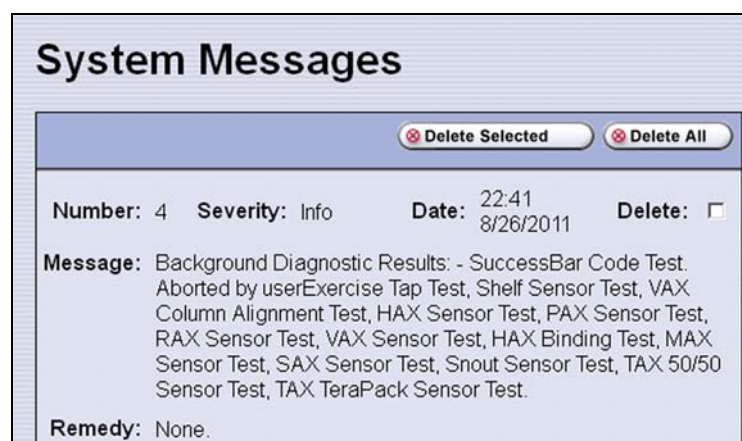 System Messages
Delete Selected
Delete All
Number: 4 Severity: Info Date: 22:41 8/26/2011 Delete:
Message: Background Diagnostic Results: - SuccessBar Code Test.
Aborted by userExercise Tap Test, Shelf Sensor Test, VAX
Column Alignment Test, HAX Sensor Test, PAX Sensor Test,
RAX Sensor Test, VAX Sensor Test, HAX Binding Test, MAX
Sensor Test, SAX Sensor Test, Snout Sensor Test, TAX 50/50
Sensor Test, TAX TeraPack Sensor Test.
Remedy: None.